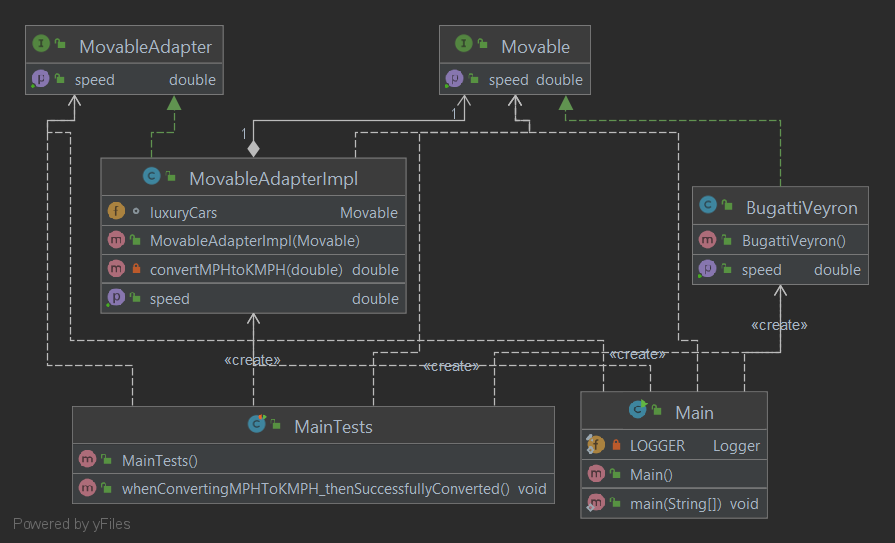 MovableAdapter
speed double
Movable
speed double
1
1
MovableAdapterImpl
luxuryCars Movable
MovableAdapterImpl(Movable)
convertMPHtoKMPH(double) double
speed double
BugattiVeyron
BugattiVeyron()
speed double
«create»
«create»
«create»
«create»
MainTests
MainTests()
whenConvertingMPHToKMPH_thenSuccessfullyConverted() void
Main
LOGGER Logger
Main()
main(String[]) void
Powered by yFiles